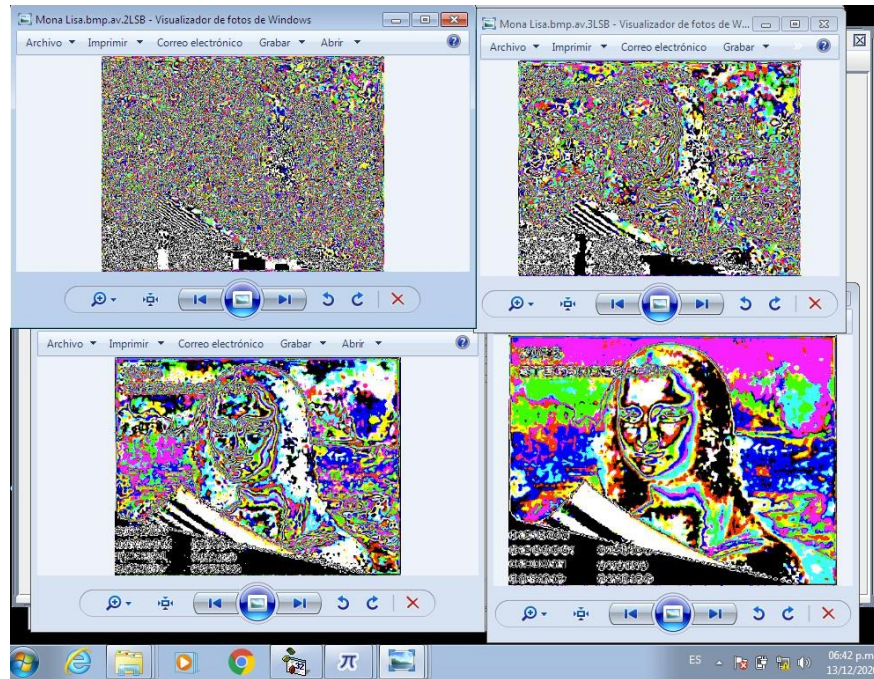 Mona Lisa.bmp.av.2LSB - Visualizador de fotos de Windows
Archivo Imprimir Correo electrónico Grabar Abrir
Mona Lisa.bmp.av.3LSB - Visualizador de fotos de W...
Archivo Imprimir Correo electrónico Grabar
Archivo Imprimir Correo electrónico Grabar Abrir
32
π
ES
06:42 p.m
13/12/202